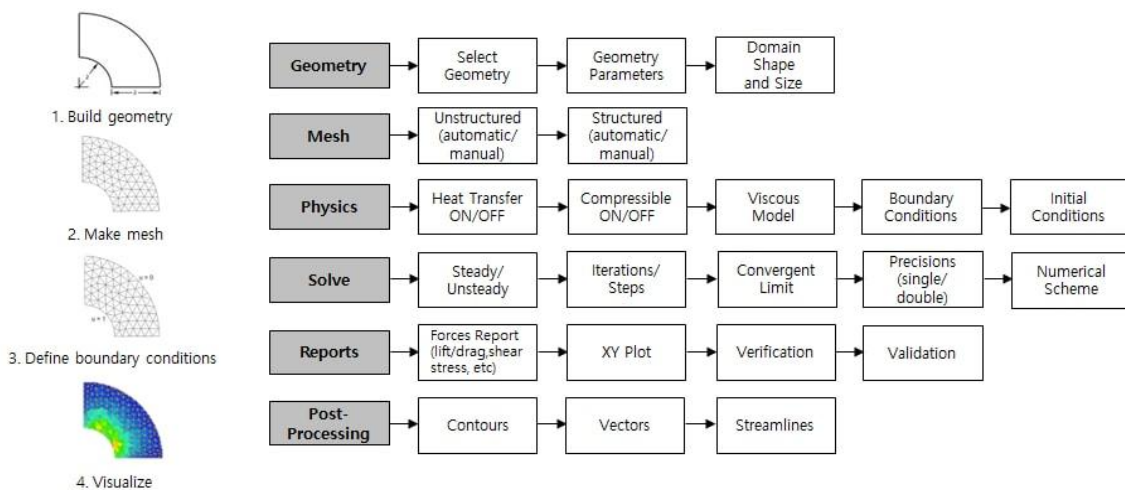 1. Build geometry
2. Make mesh
3. Define boundary conditions
4. Visualize
Geometry
Select
Geometry
Geometry
Parameters
Domain
Shape
and Size
Mesh
Unstructured
(automatic/
manual)
Structured
(automatic/
manual)
Physics
Heat Transfer
ON/OFF
Compressible
ON/OFF
Viscous
Model
Boundary
Conditions
Initial
Conditions
Solve
Steady/
Unsteady
Iterations/
Steps
Convergent
Limit
Precisions
(single/
double)
Numerical
Scheme
Reports
Forces Report
(lift/drag,shear
stress, etc)
XY Plot
Verification
Validation
Post-
Processing
Contours
Vectors
Streamlines